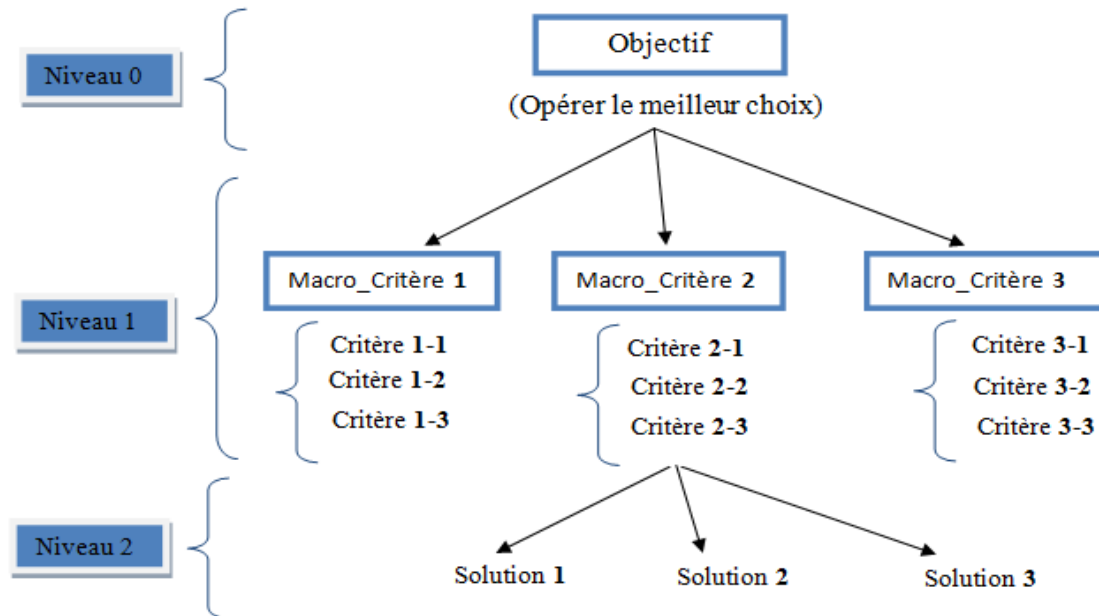 Objectif
Niveau 0
(Opérer le meilleur choix)
Macro_Critère 1
Macro_Critère 2
Macro_Critère 3
Niveau 1
Critère 1-1
Critère 1-2
Critère 1-3
Critère 2-1
Critère 2-2
Critère 2-3
Critère 3-1
Critère 3-2
Critère 3-3
Niveau 2
Solution 1
Solution 2
Solution 3